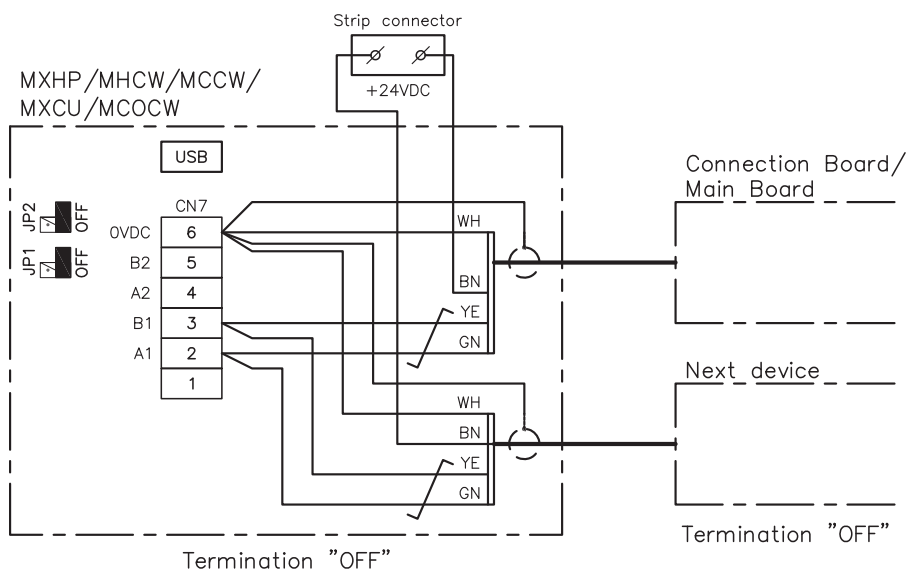 Strip connector
+24VDC
MXHP/MHCW/MCCW/
MXCU/MCOCW
USB
JP2
OFF
JP1
OFF
CN7
0VDC 6
B2 5
A2 4
B1 3
A1 2
1
WH
BN
YE
GN
Connection Board/
Main Board
WH
BN
YE
GN
Next device
Termination "OFF"
Termination "OFF"